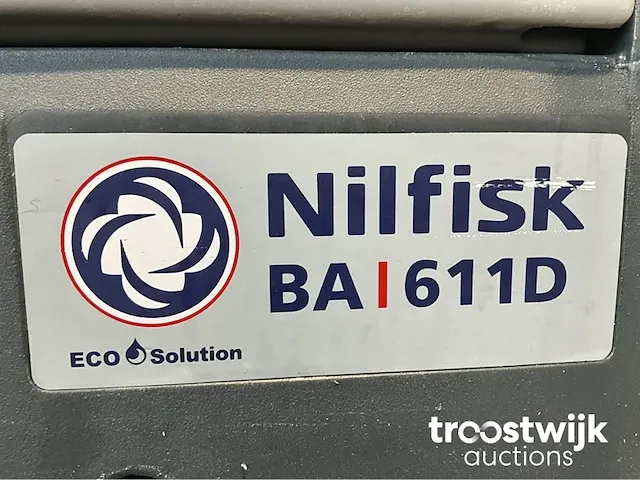 Nilfisk
BA|611D
ECO Solution
troostwijk
auctions